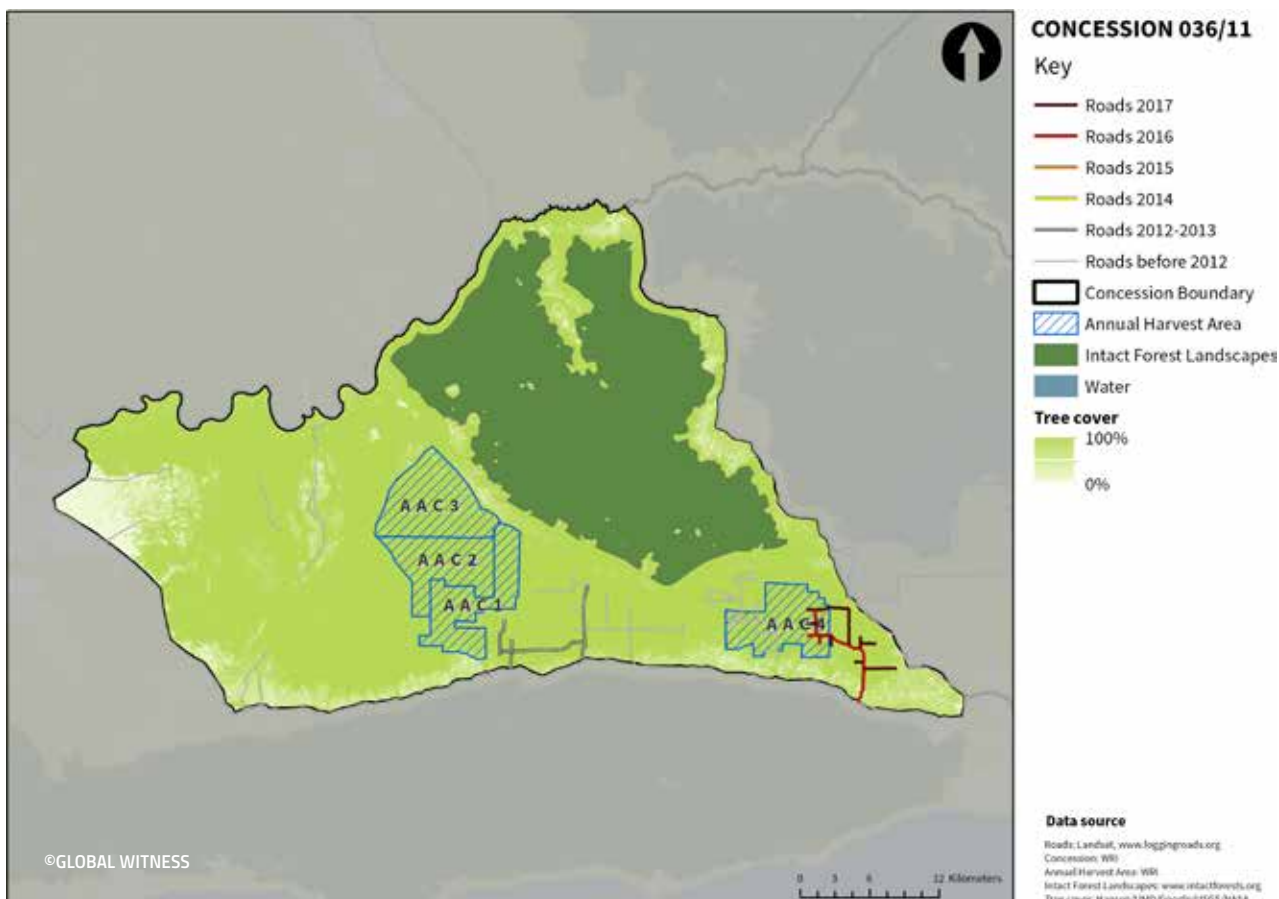 CONCESSION 036/11
Key
Roads 2017
Roads 2016
Roads 2015
Roads 2014
Roads 2012-2013
Roads before 2012
Concession Boundary
Annual Harvest Area
Intact Forest Landscapes
Water
Tree cover
100%
0%
AAC 3
AAC 2
AAC 1
AAC 4
©GLOBAL WITNESS
0 3 6 12 Kilometers
Data source
Roads: Landsat, www.loggingroads.org
Concession: WRI
Annual Harvest Area: WRI
Intact Forest Landscapes: www.intactforests.org